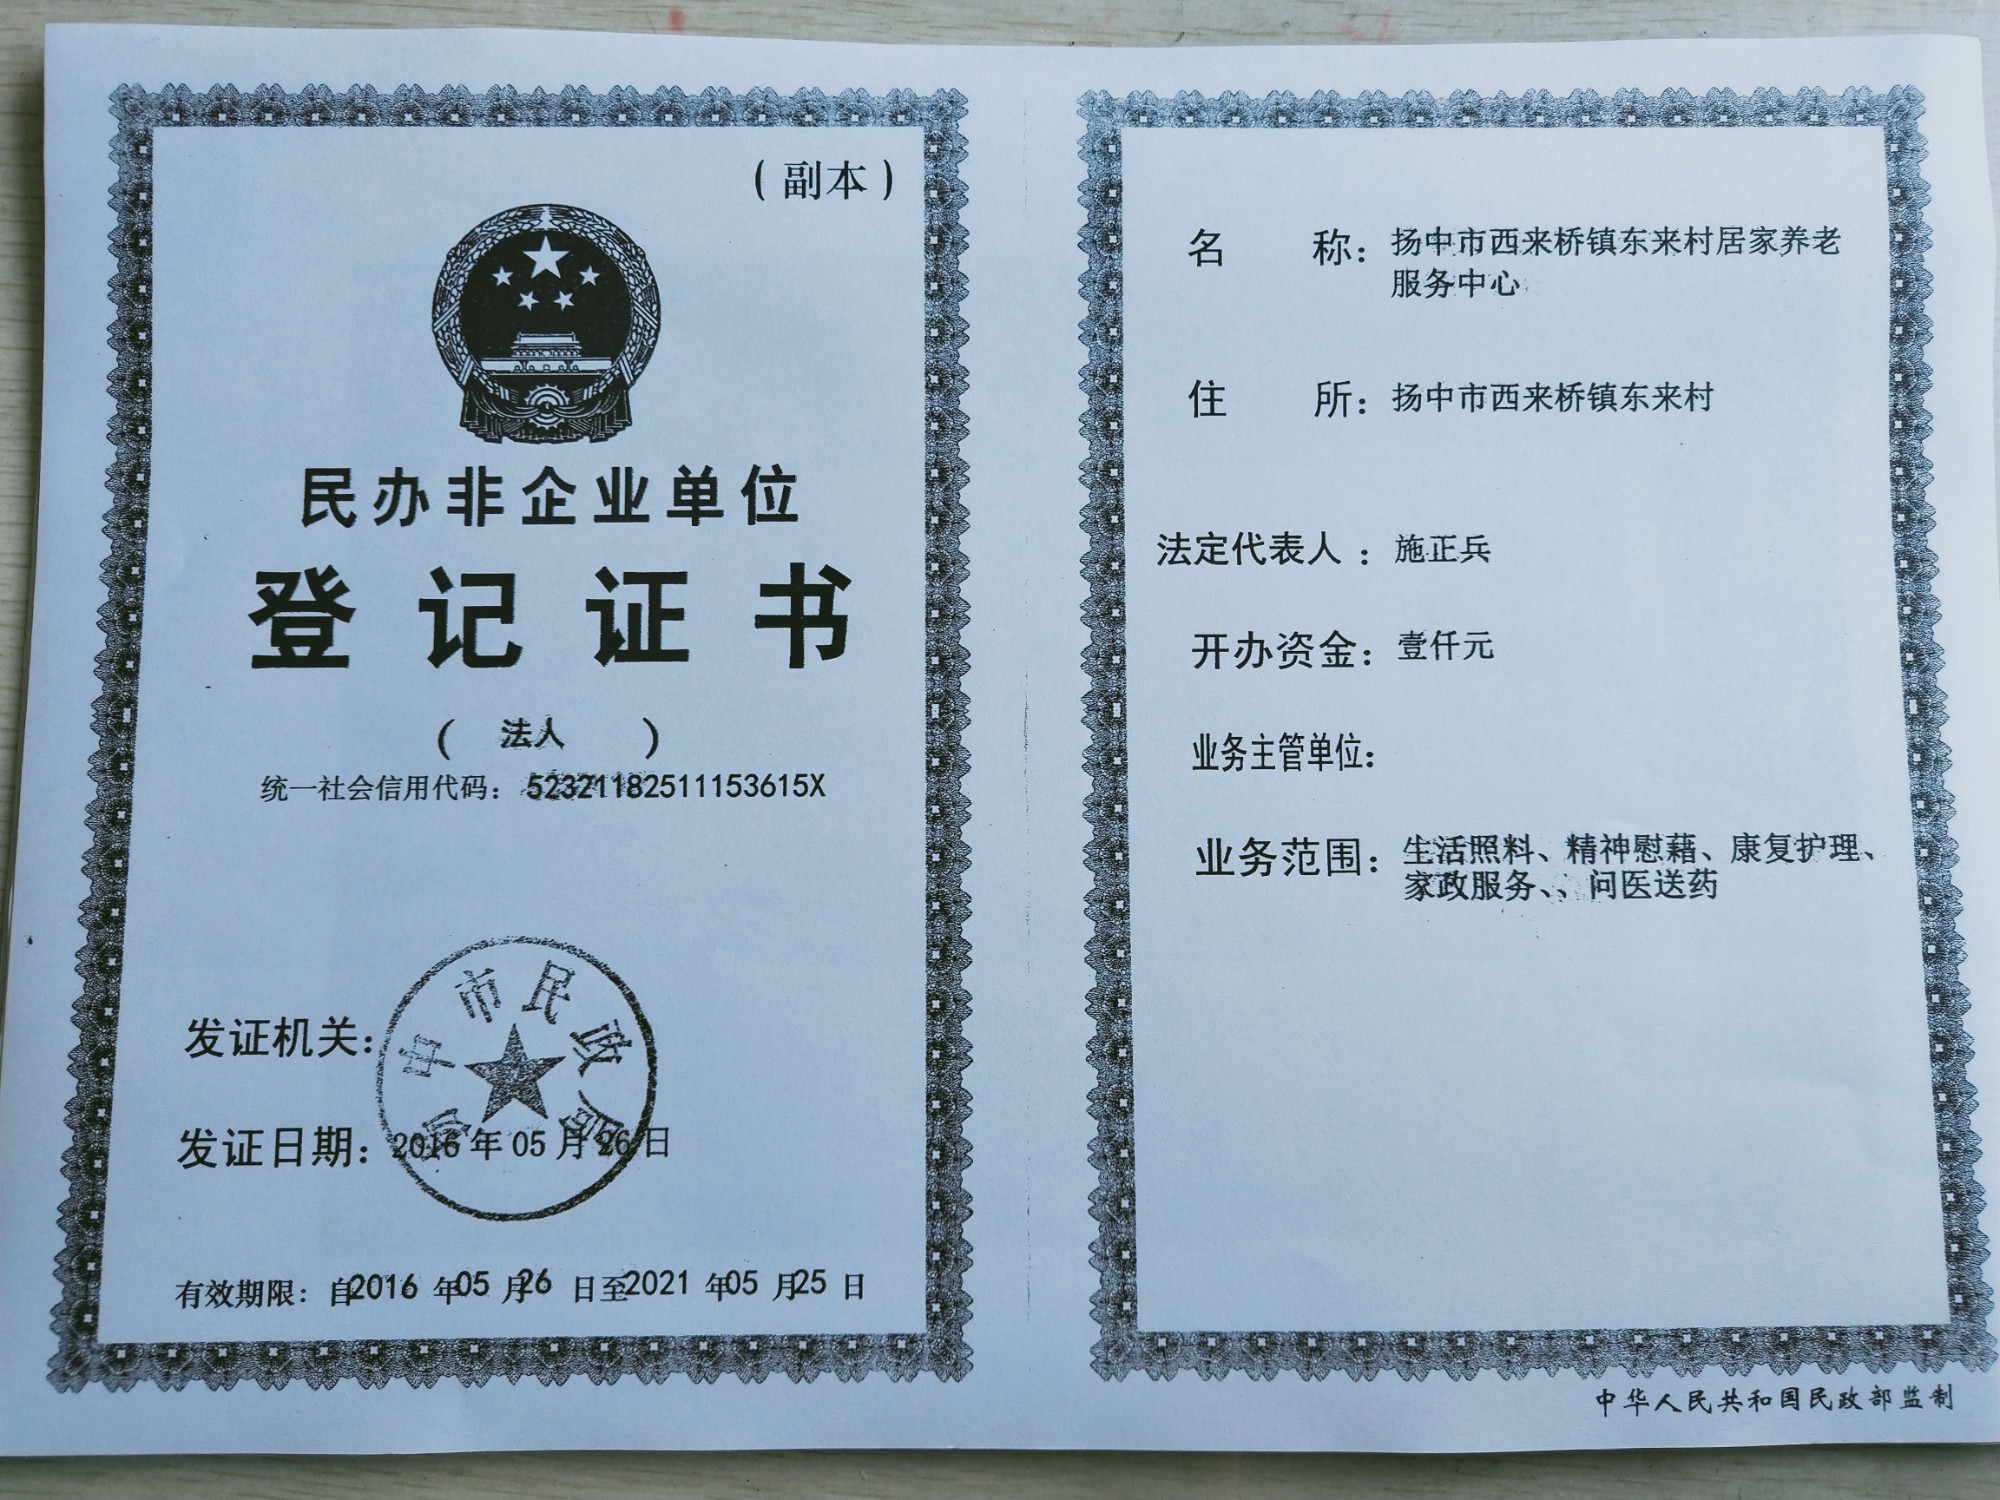 （副本）
民办非企业单位
登记证书
（ 法人 ）
统一社会信用代码：52321182511153615X
发证机关：
中市民政局
发证日期：2016年05月26日
有效期限：自2016年05月26日至2021年05月25日
名 称：扬中市西来桥镇东来村居家养老
服务中心
住 所：扬中市西来桥镇东来村
法定代表人：施正兵
开办资金：壹仟元
业务主管单位：
业务范围：生活照料、精神慰藉、康复护理、
家政服务、、问医送药
中华人民共和国民政部监制